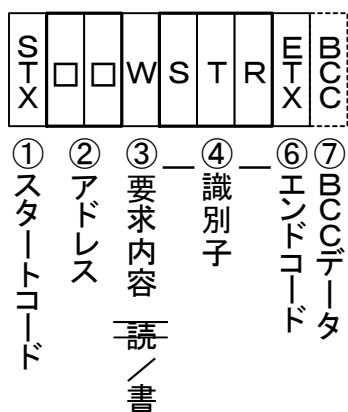 STX □ □ W S T R ETX BCC
① ② ③ _ ④ _ ⑥ ⑦
スタートコード
アドレス
要求内容 読／書
識別子
エンドコード
BCCデータ